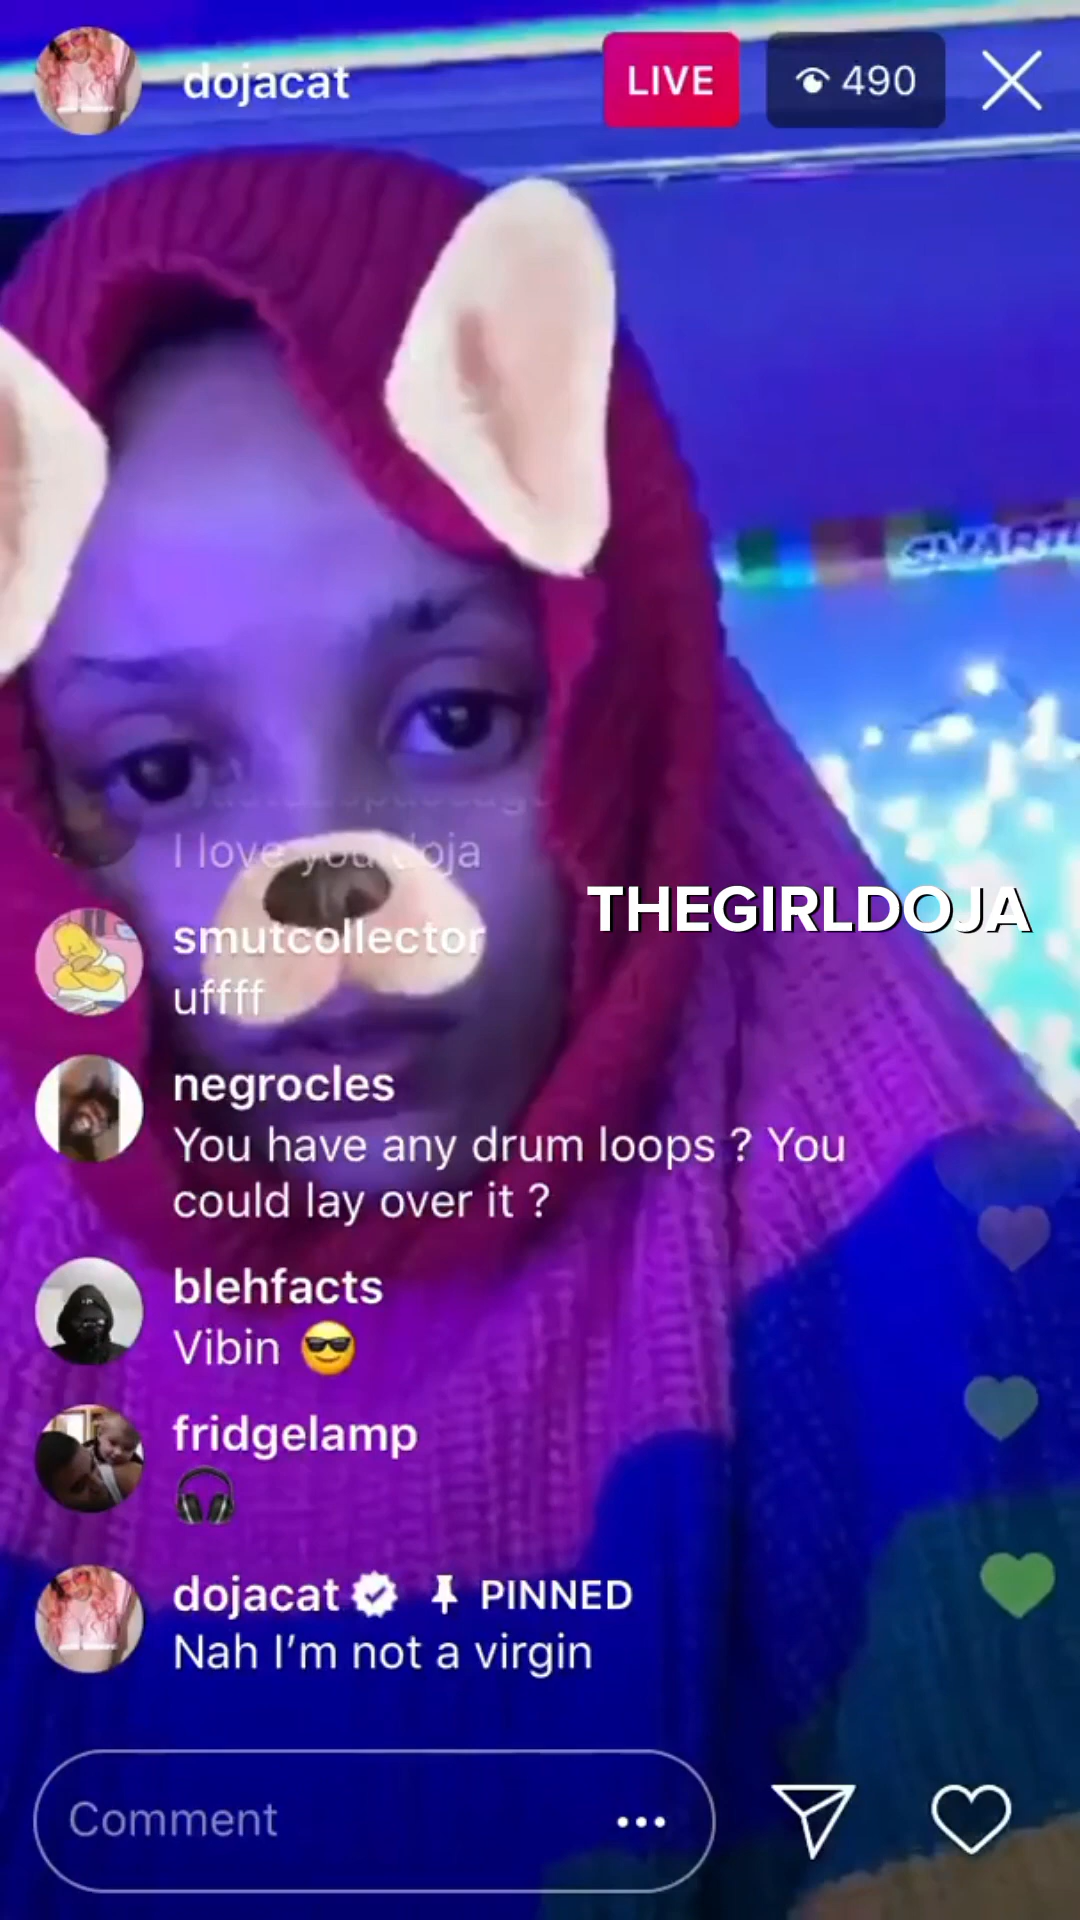 dojacat
LIVE
490
I love you doja
smutcollector
uffff
THEGIRLDOJA
negrocles
You have any drum loops ? You
could lay over it ?
blehfacts
Vibin 😎
fridgelamp
🎧
dojacat PINNED
Nah I’m not a virgin
Comment